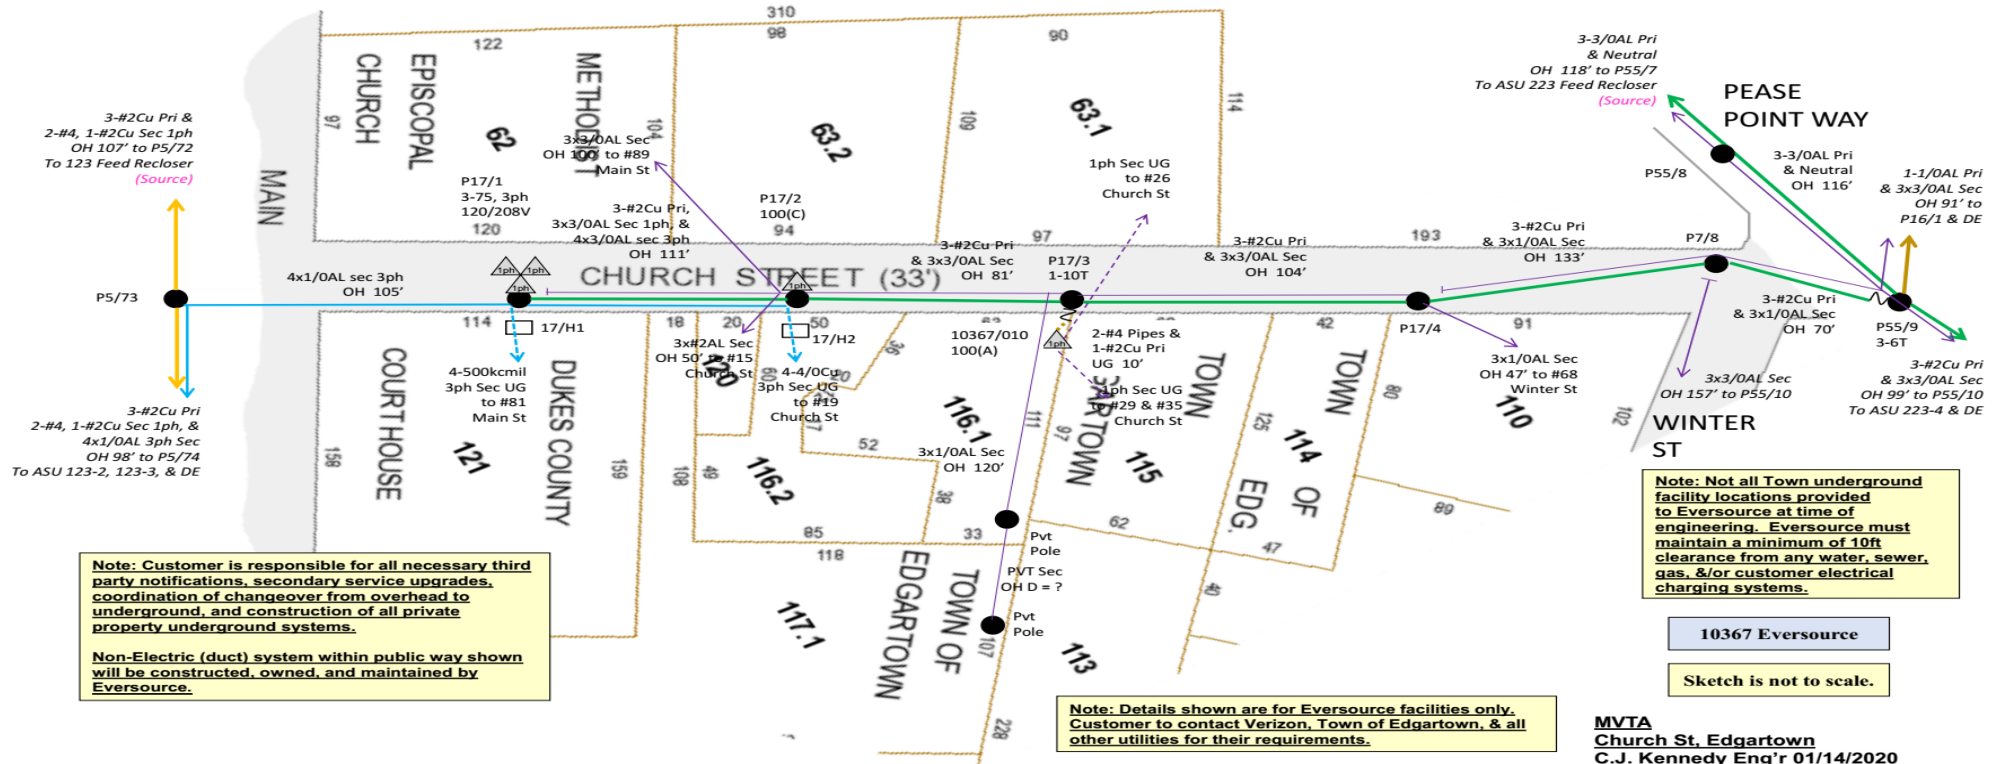 310
122
98
90
3-3/0AL Pri
& Neutral
OH 118’ to P55/7
To ASU 223 Feed Recloser
(Source)
PEASE
POINT WAY
3-#2Cu Pri &
2-#4, 1-#2Cu Sec 1ph
OH 107’ to P5/72
To 123 Feed Recloser
(Source)
MAIN
97
METHODIST
EPISCOPAL
CHURCH
62
104
63.2
109
63.1
114
3x3/0AL Sec
OH 100’ to #89
Main St
1ph Sec UG
to #26
Church St
P55/8
3-3/0AL Pri
& Neutral
OH 116’
1-1/0AL Pri
& 3x3/0AL Sec
OH 91’ to
P16/1 & DE
P17/1
3-75, 3ph
120/208V
120
P17/2
100(C)
94
3-#2Cu Pri,
3x3/0AL Sec 1ph, &
4x3/0AL sec 3ph
OH 111’
97
193
3-#2Cu Pri
& 3x3/0AL Sec
OH 81’
P17/3
1-10T
3-#2Cu Pri
& 3x3/0AL Sec
OH 104’
3-#2Cu Pri
& 3x1/0AL Sec
OH 133’
P7/8
1ph
1ph
1ph
1ph
CHURCH STREET (33')
4x1/0AL sec 3ph
OH 105’
P5/73
3-#2Cu Pri
& 3x1/0AL Sec
OH 70’
P55/9
3-6T
P17/4
114
17/H1
18
20
50
17/H2
10367/010
100(A)
1ph
2-#4 Pipes &
1-#2Cu Pri
UG 10’
42
91
3x#2AL Sec
OH 50’ to #15
Church St
36
4-500kcmil
3ph Sec UG
to #81
Main St
4-4/0Cu
3ph Sec UG
to #19
Church St
1ph Sec UG
to #29 & #35
Church St
3x1/0AL Sec
OH 47’ to #68
Winter St
3x3/0AL Sec
OH 157’ to P55/10
3-#2Cu Pri
& 3x3/0AL Sec
OH 99’ to P55/10
To ASU 223-4 & DE
3-#2Cu Pri
2-#4, 1-#2Cu Sec 1ph, &
4x1/0AL 3ph Sec
OH 98’ to P5/74
To ASU 123-2, 123-3, & DE
158
DUKES COUNTY
COURTHOUSE
121
159
120
60
108
49
116.2
52
116.1
38
3x1/0AL Sec
OH 120’
111
97
115
125
TOWN
TOWN
OF
EDG.
114
80
110
102
WINTER
ST
85
118
33
62
47
89
40
Pvt
Pole
PVT Sec
OH D = ?
Pvt
Pole
TOWN OF
EDGARTOWN
117.1
107
113
228
Note: Customer is responsible for all necessary third
party notifications, secondary service upgrades,
coordination of changeover from overhead to
underground, and construction of all private
property underground systems.
Non-Electric (duct) system within public way shown
will be constructed, owned, and maintained by
Eversource.
Note: Not all Town underground
facility locations provided
to Eversource at time of
engineering.  Eversource must
maintain a minimum of 10ft
clearance from any water, sewer,
gas, &/or customer electrical
charging systems.
10367 Eversource
Sketch is not to scale.
Note: Details shown are for Eversource facilities only.
Customer to contact Verizon, Town of Edgartown, & all
other utilities for their requirements.
MVTA
Church St, Edgartown
C.J. Kennedy Eng’r 01/14/2020